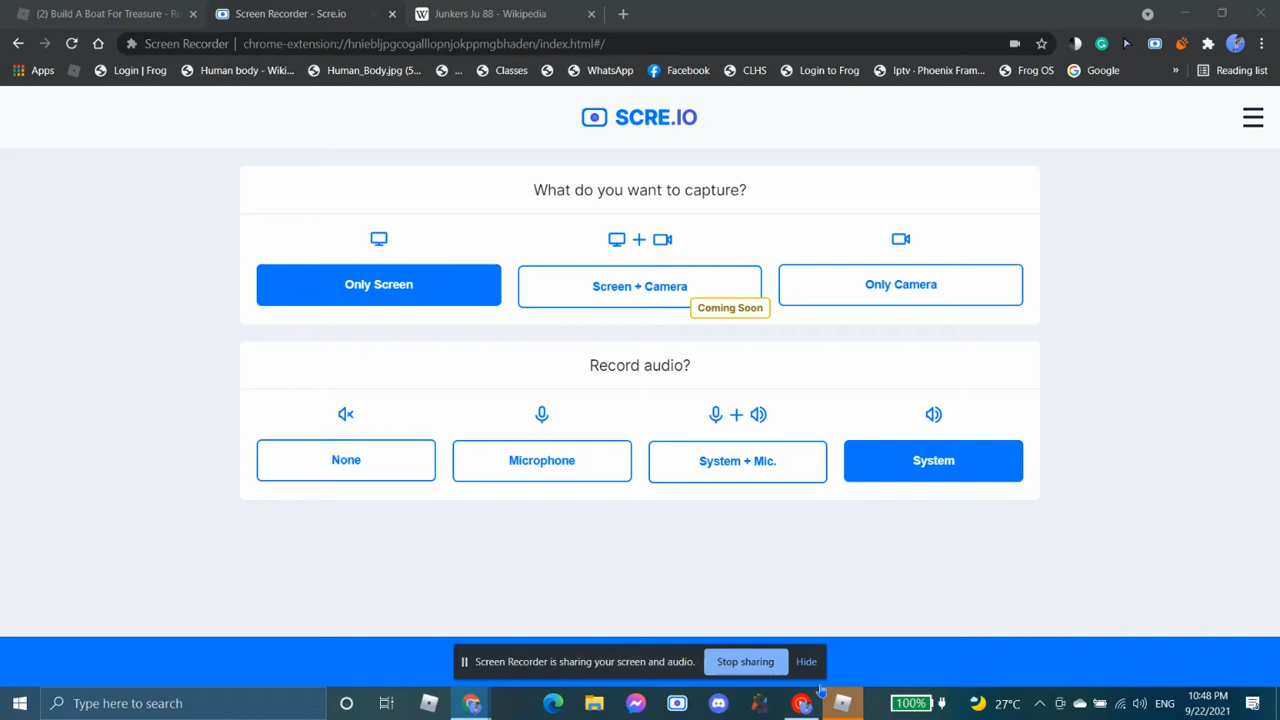 (2) Build A Boat For Treasure - Ro
Screen Recorder - Scre.io
Junkers Ju 88 - Wikipedia
Screen Recorder | chrome-extension://hniebljpgcogalllopnjokppmgbhaden/index.html#/
Apps
Login | Frog
Human body - Wiki...
Human_Body.jpg (5...
...
Classes
WhatsApp
Facebook
CLHS
Login to Frog
Iptv · Phoenix Fram...
Frog OS
Google
»
Reading list
SCRE.IO
What do you want to capture?
Only Screen
Screen + Camera
Only Camera
Coming Soon
Record audio?
None
Microphone
System + Mic.
System
Screen Recorder is sharing your screen and audio.
Stop sharing
Hide
Type here to search
100%
27°C
ENG
10:48 PM
9/22/2021